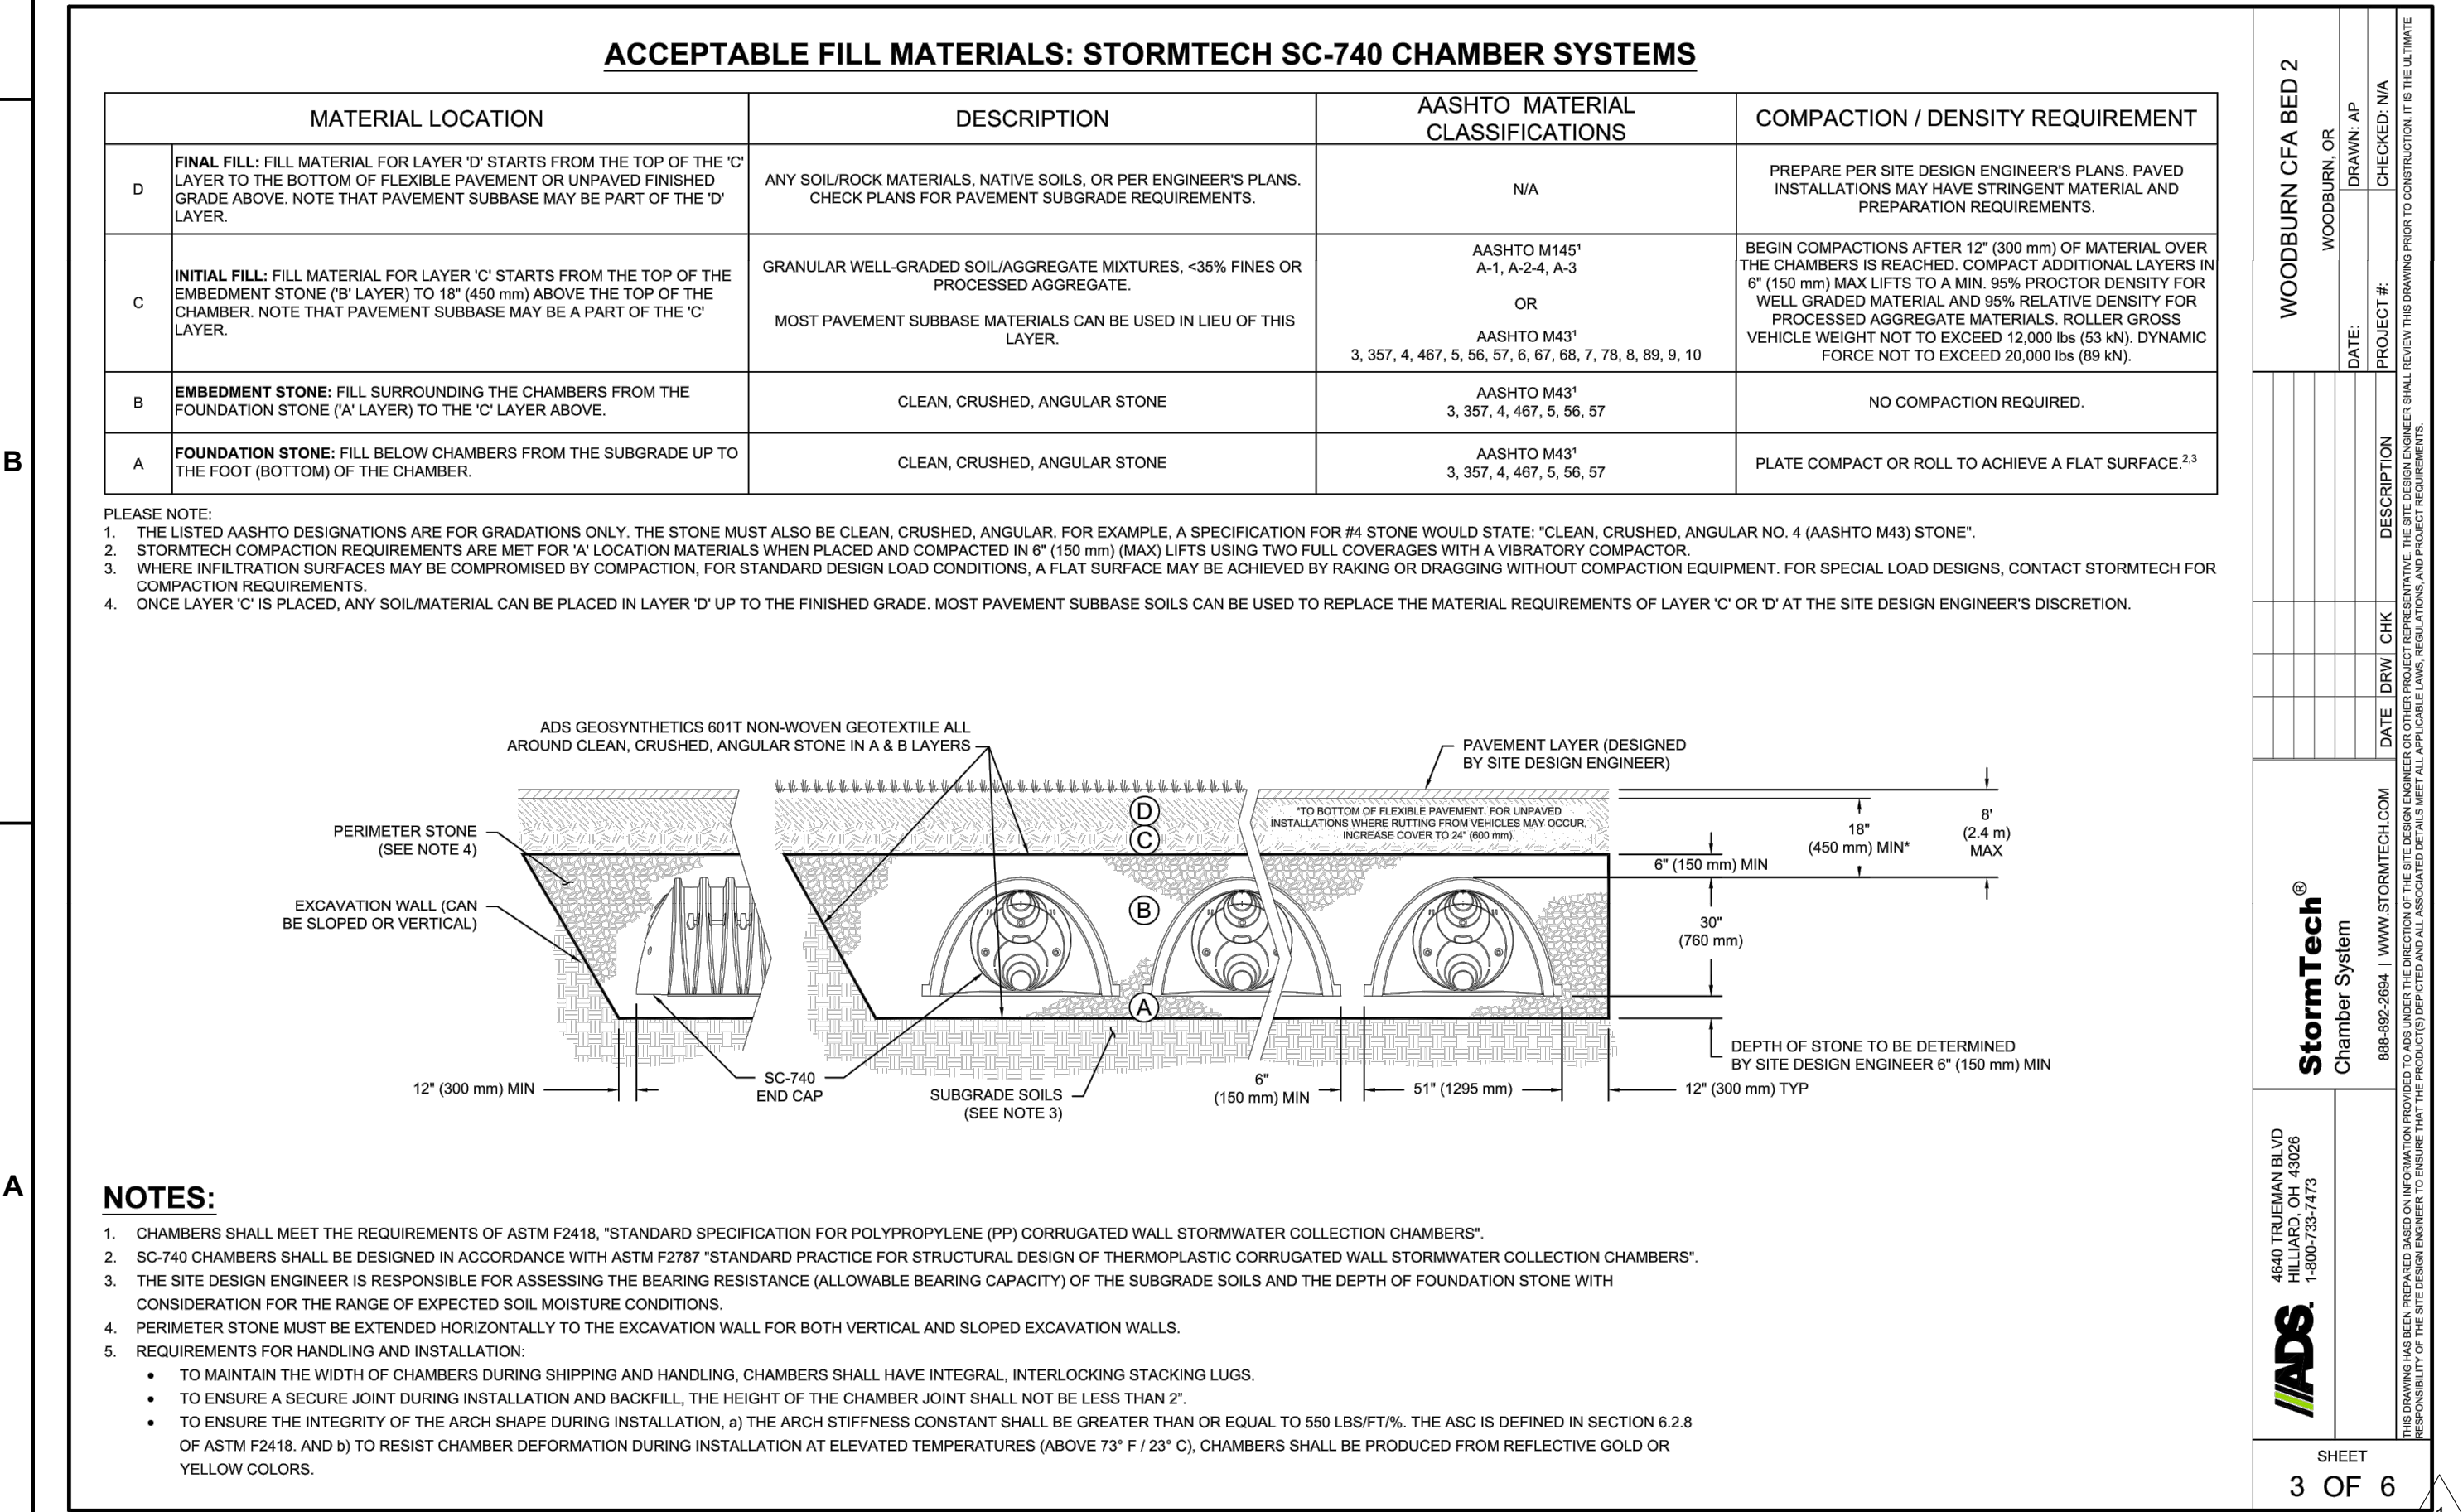 ACCEPTABLE FILL MATERIALS: STORMTECH SC-740 CHAMBER SYSTEMS
MATERIAL LOCATION
DESCRIPTION
AASHTO MATERIAL
CLASSIFICATIONS
COMPACTION / DENSITY REQUIREMENT
D
FINAL FILL: FILL MATERIAL FOR LAYER 'D' STARTS FROM THE TOP OF THE 'C'
LAYER TO THE BOTTOM OF FLEXIBLE PAVEMENT OR UNPAVED FINISHED
GRADE ABOVE. NOTE THAT PAVEMENT SUBBASE MAY BE PART OF THE 'D'
LAYER.
ANY SOIL/ROCK MATERIALS, NATIVE SOILS, OR PER ENGINEER'S PLANS.
CHECK PLANS FOR PAVEMENT SUBGRADE REQUIREMENTS.
N/A
PREPARE PER SITE DESIGN ENGINEER'S PLANS. PAVED
INSTALLATIONS MAY HAVE STRINGENT MATERIAL AND
PREPARATION REQUIREMENTS.
C
INITIAL FILL: FILL MATERIAL FOR LAYER 'C' STARTS FROM THE TOP OF THE
EMBEDMENT STONE ('B' LAYER) TO 18" (450 mm) ABOVE THE TOP OF THE
CHAMBER. NOTE THAT PAVEMENT SUBBASE MAY BE A PART OF THE 'C'
LAYER.
GRANULAR WELL-GRADED SOIL/AGGREGATE MIXTURES, <35% FINES OR
PROCESSED AGGREGATE.
MOST PAVEMENT SUBBASE MATERIALS CAN BE USED IN LIEU OF THIS
LAYER.
AASHTO M145¹
A-1, A-2-4, A-3
OR
AASHTO M43¹
3, 357, 4, 467, 5, 56, 57, 6, 67, 68, 7, 78, 8, 89, 9, 10
BEGIN COMPACTIONS AFTER 12" (300 mm) OF MATERIAL OVER
THE CHAMBERS IS REACHED. COMPACT ADDITIONAL LAYERS IN
6" (150 mm) MAX LIFTS TO A MIN. 95% PROCTOR DENSITY FOR
WELL GRADED MATERIAL AND 95% RELATIVE DENSITY FOR
PROCESSED AGGREGATE MATERIALS. ROLLER GROSS
VEHICLE WEIGHT NOT TO EXCEED 12,000 lbs (53 kN). DYNAMIC
FORCE NOT TO EXCEED 20,000 lbs (89 kN).
B
EMBEDMENT STONE: FILL SURROUNDING THE CHAMBERS FROM THE
FOUNDATION STONE ('A' LAYER) TO THE 'C' LAYER ABOVE.
CLEAN, CRUSHED, ANGULAR STONE
AASHTO M43¹
3, 357, 4, 467, 5, 56, 57
NO COMPACTION REQUIRED.
A
FOUNDATION STONE: FILL BELOW CHAMBERS FROM THE SUBGRADE UP TO
THE FOOT (BOTTOM) OF THE CHAMBER.
CLEAN, CRUSHED, ANGULAR STONE
AASHTO M43¹
3, 357, 4, 467, 5, 56, 57
PLATE COMPACT OR ROLL TO ACHIEVE A FLAT SURFACE.²,³
PLEASE NOTE:
1. THE LISTED AASHTO DESIGNATIONS ARE FOR GRADATIONS ONLY. THE STONE MUST ALSO BE CLEAN, CRUSHED, ANGULAR. FOR EXAMPLE, A SPECIFICATION FOR #4 STONE WOULD STATE: "CLEAN, CRUSHED, ANGULAR NO. 4 (AASHTO M43) STONE".
2. STORMTECH COMPACTION REQUIREMENTS ARE MET FOR 'A' LOCATION MATERIALS WHEN PLACED AND COMPACTED IN 6" (150 mm) (MAX) LIFTS USING TWO FULL COVERAGES WITH A VIBRATORY COMPACTOR.
3. WHERE INFILTRATION SURFACES MAY BE COMPROMISED BY COMPACTION, FOR STANDARD DESIGN LOAD CONDITIONS, A FLAT SURFACE MAY BE ACHIEVED BY RAKING OR DRAGGING WITHOUT COMPACTION EQUIPMENT. FOR SPECIAL LOAD DESIGNS, CONTACT STORMTECH FOR
COMPACTION REQUIREMENTS.
4. ONCE LAYER 'C' IS PLACED, ANY SOIL/MATERIAL CAN BE PLACED IN LAYER 'D' UP TO THE FINISHED GRADE. MOST PAVEMENT SUBBASE SOILS CAN BE USED TO REPLACE THE MATERIAL REQUIREMENTS OF LAYER 'C' OR 'D' AT THE SITE DESIGN ENGINEER'S DISCRETION.
B
A
ADS GEOSYNTHETICS 601T NON-WOVEN GEOTEXTILE ALL
AROUND CLEAN, CRUSHED, ANGULAR STONE IN A & B LAYERS
PAVEMENT LAYER (DESIGNED
BY SITE DESIGN ENGINEER)
PERIMETER STONE
(SEE NOTE 4)
EXCAVATION WALL (CAN
BE SLOPED OR VERTICAL)
D
C
B
A
*TO BOTTOM OF FLEXIBLE PAVEMENT. FOR UNPAVED
INSTALLATIONS WHERE RUTTING FROM VEHICLES MAY OCCUR,
INCREASE COVER TO 24" (600 mm).
6" (150 mm) MIN
18"
(450 mm) MIN*
8'
(2.4 m)
MAX
30"
(760 mm)
DEPTH OF STONE TO BE DETERMINED
BY SITE DESIGN ENGINEER 6" (150 mm) MIN
12" (300 mm) MIN
SC-740
END CAP
SUBGRADE SOILS
(SEE NOTE 3)
6"
(150 mm) MIN
51" (1295 mm)
12" (300 mm) TYP
NOTES:
1. CHAMBERS SHALL MEET THE REQUIREMENTS OF ASTM F2418, "STANDARD SPECIFICATION FOR POLYPROPYLENE (PP) CORRUGATED WALL STORMWATER COLLECTION CHAMBERS".
2. SC-740 CHAMBERS SHALL BE DESIGNED IN ACCORDANCE WITH ASTM F2787 "STANDARD PRACTICE FOR STRUCTURAL DESIGN OF THERMOPLASTIC CORRUGATED WALL STORMWATER COLLECTION CHAMBERS".
3. THE SITE DESIGN ENGINEER IS RESPONSIBLE FOR ASSESSING THE BEARING RESISTANCE (ALLOWABLE BEARING CAPACITY) OF THE SUBGRADE SOILS AND THE DEPTH OF FOUNDATION STONE WITH
CONSIDERATION FOR THE RANGE OF EXPECTED SOIL MOISTURE CONDITIONS.
4. PERIMETER STONE MUST BE EXTENDED HORIZONTALLY TO THE EXCAVATION WALL FOR BOTH VERTICAL AND SLOPED EXCAVATION WALLS.
5. REQUIREMENTS FOR HANDLING AND INSTALLATION:
• TO MAINTAIN THE WIDTH OF CHAMBERS DURING SHIPPING AND HANDLING, CHAMBERS SHALL HAVE INTEGRAL, INTERLOCKING STACKING LUGS.
• TO ENSURE A SECURE JOINT DURING INSTALLATION AND BACKFILL, THE HEIGHT OF THE CHAMBER JOINT SHALL NOT BE LESS THAN 2".
• TO ENSURE THE INTEGRITY OF THE ARCH SHAPE DURING INSTALLATION, a) THE ARCH STIFFNESS CONSTANT SHALL BE GREATER THAN OR EQUAL TO 550 LBS/FT/%. THE ASC IS DEFINED IN SECTION 6.2.8
OF ASTM F2418. AND b) TO RESIST CHAMBER DEFORMATION DURING INSTALLATION AT ELEVATED TEMPERATURES (ABOVE 73° F / 23° C), CHAMBERS SHALL BE PRODUCED FROM REFLECTIVE GOLD OR
YELLOW COLORS.
WOODBURN CFA BED 2
WOODBURN, OR
DATE:
DRAWN: AP
PROJECT #:
CHECKED: N/A
DATE
DRW
CHK
DESCRIPTION
StormTech®
Chamber System
888-892-2694 | WWW.STORMTECH.COM
4640 TRUEMAN BLVD
HILLIARD, OH 43026
1-800-733-7473
ADS
THIS DRAWING HAS BEEN PREPARED BASED ON INFORMATION PROVIDED TO ADS UNDER THE DIRECTION OF THE SITE DESIGN ENGINEER OR OTHER PROJECT REPRESENTATIVE. THE SITE DESIGN ENGINEER SHALL REVIEW THIS DRAWING PRIOR TO CONSTRUCTION. IT IS THE ULTIMATE
RESPONSIBILITY OF THE SITE DESIGN ENGINEER TO ENSURE THAT THE PRODUCT(S) DEPICTED AND ALL ASSOCIATED DETAILS MEET ALL APPLICABLE LAWS, REGULATIONS, AND PROJECT REQUIREMENTS.
SHEET
3 OF 6